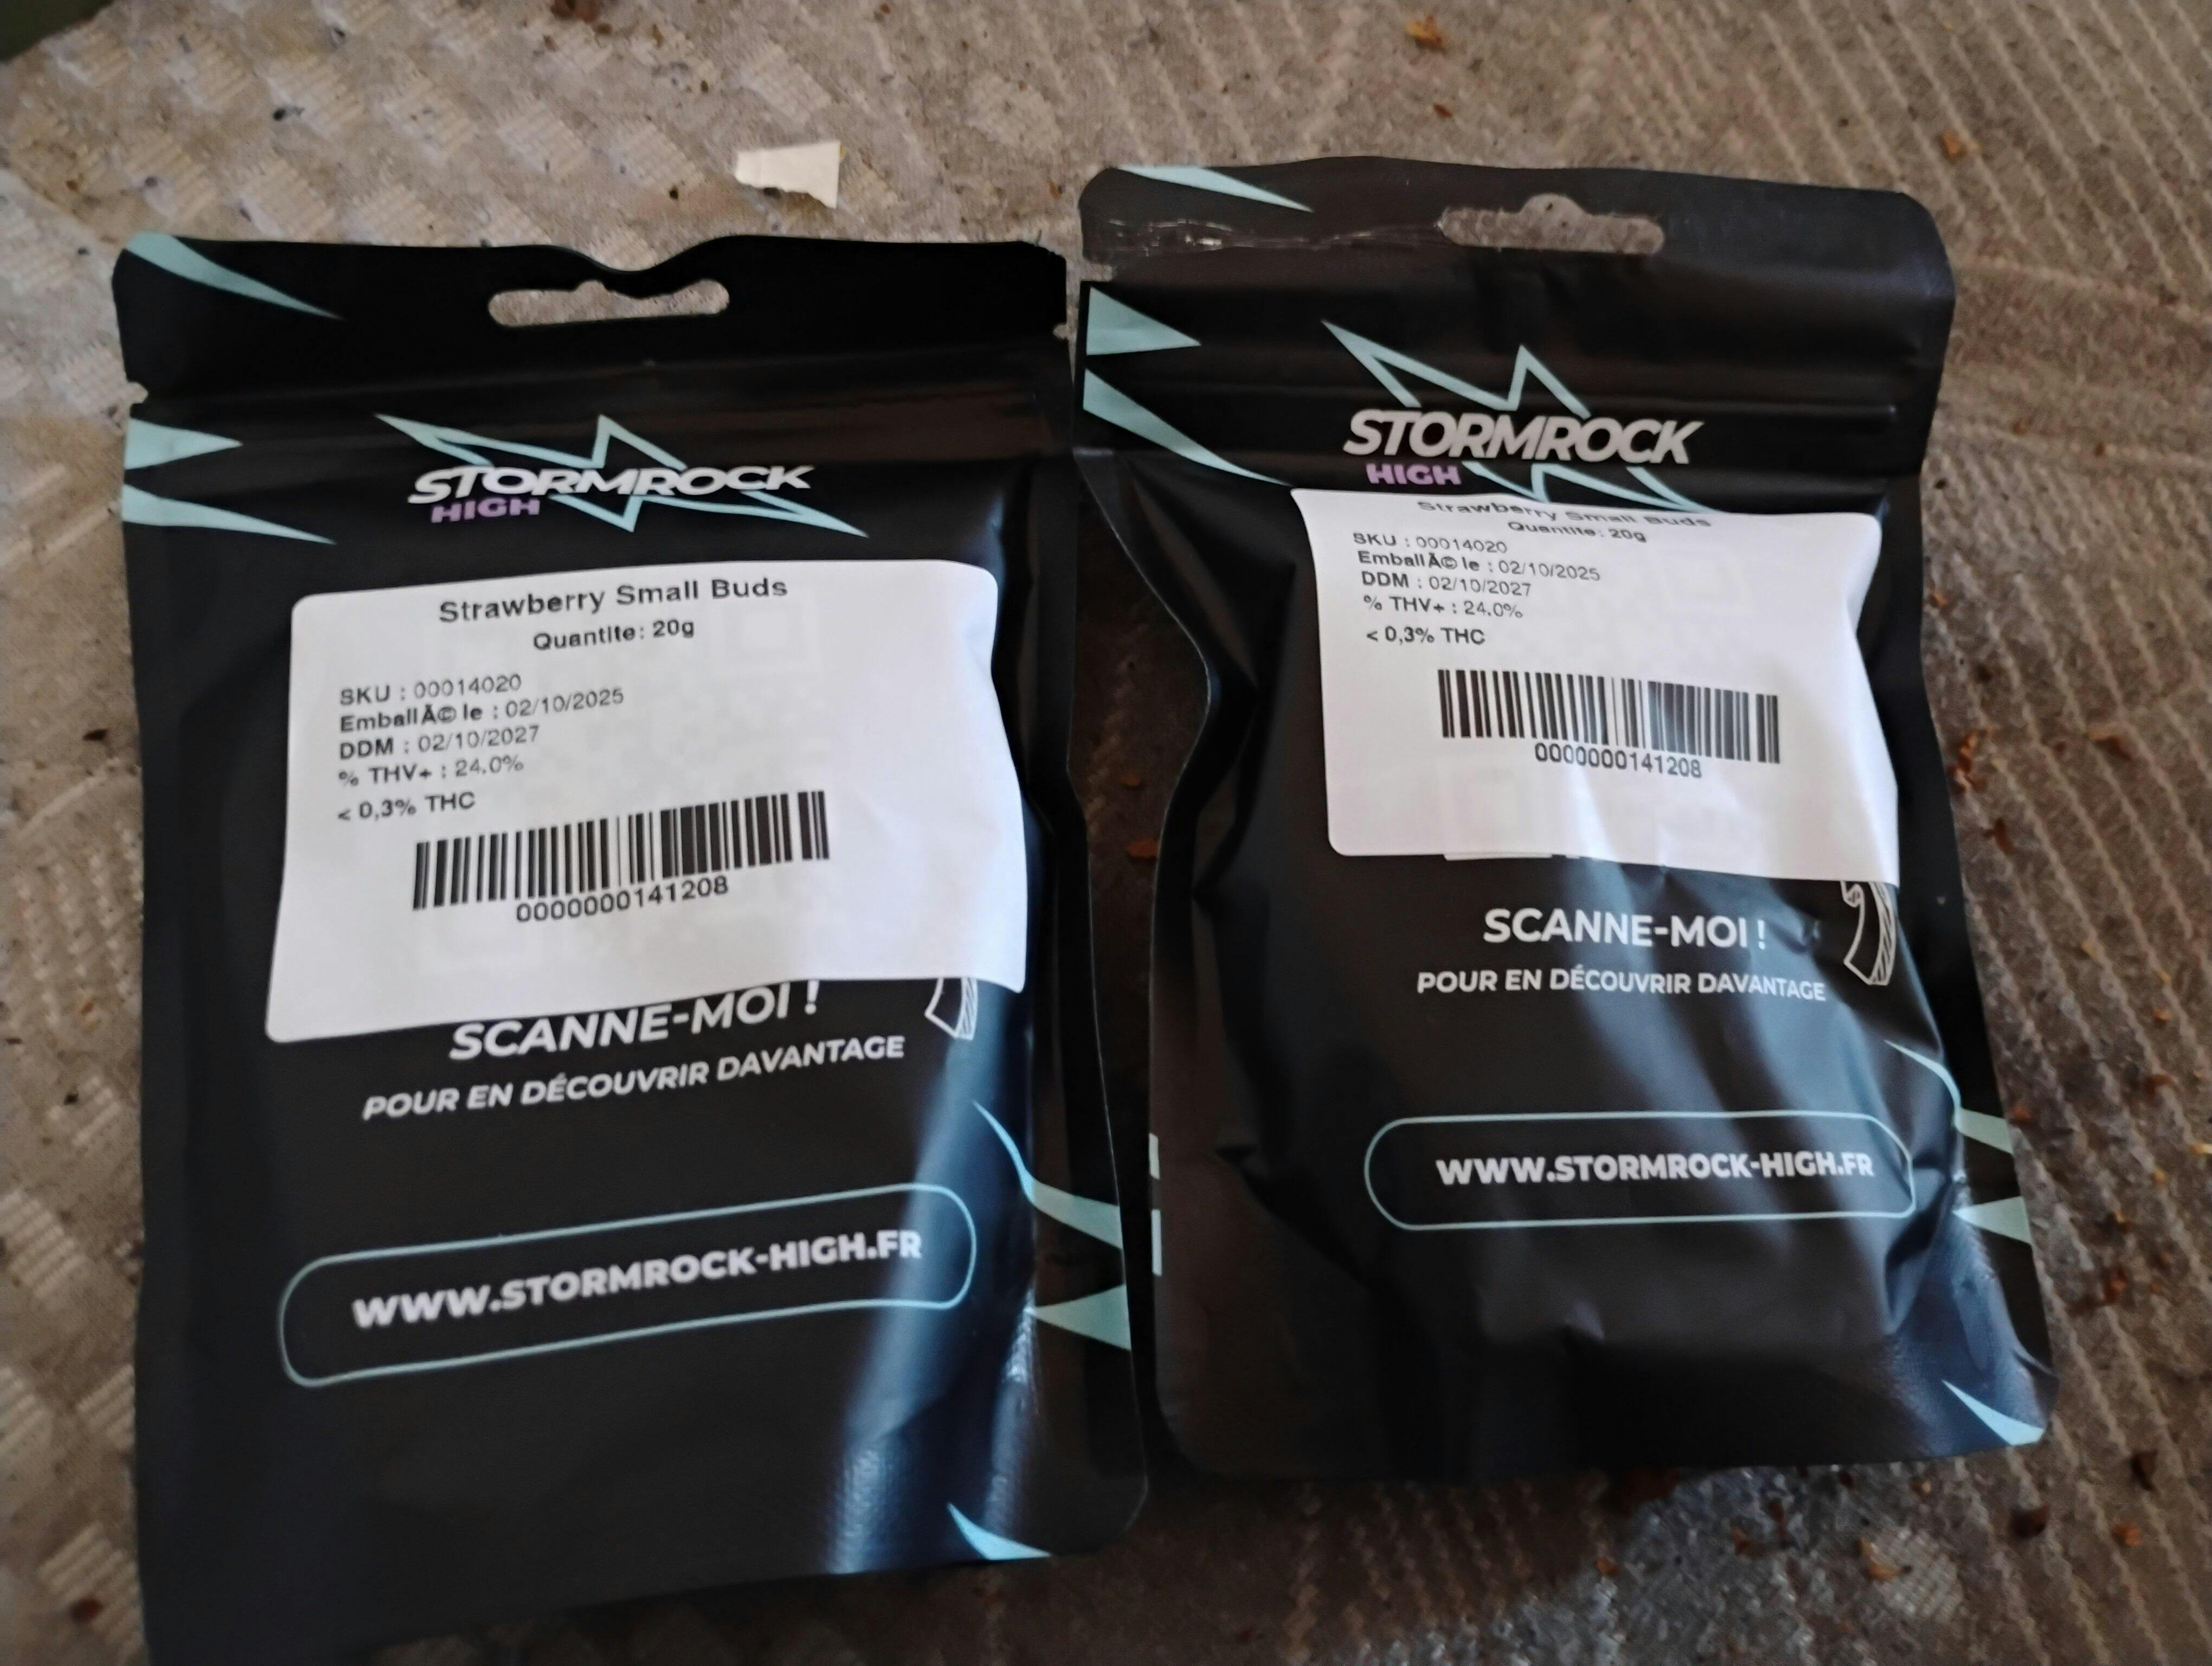 STORMROCK
HIGH
Strawberry Small Buds
Quantite: 20g
SKU : 00014020
EmballÃ© le : 02/10/2025
DDM : 02/10/2027
% THV+ : 24.0%
< 0,3% THC
0000000141208
SCANNE-MOI !
POUR EN DÉCOUVRIR DAVANTAGE
WWW.STORMROCK-HIGH.FR
STORMROCK
HIGH
Strawberry Small Buds
Quantite: 20g
SKU : 00014020
EmballÃ© le : 02/10/2025
DDM : 02/10/2027
% THV+ : 24.0%
< 0,3% THC
0000000141208
SCANNE-MOI !
POUR EN DÉCOUVRIR DAVANTAGE
WWW.STORMROCK-HIGH.FR